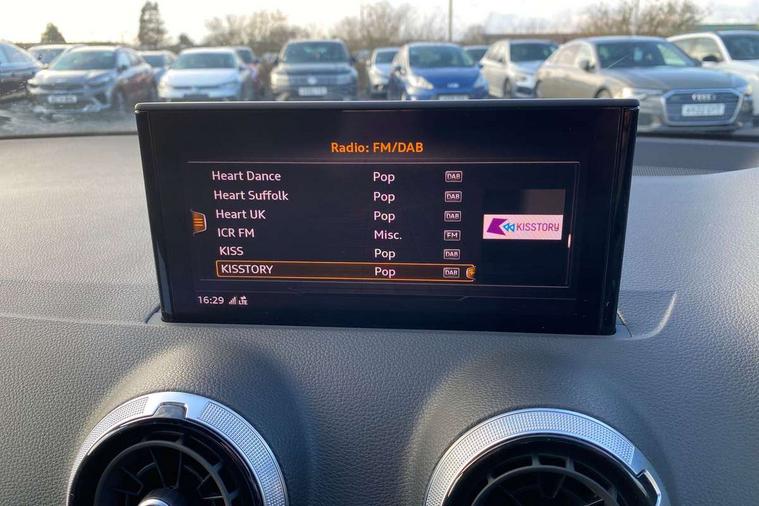 Radio: FM/DAB
Heart Dance Pop DAB
Heart Suffolk Pop DAB
Heart UK Pop DAB
ICR FM Misc. FM
KISS Pop DAB
KISSTORY Pop DAB
KISSTORY
16:29 LTE